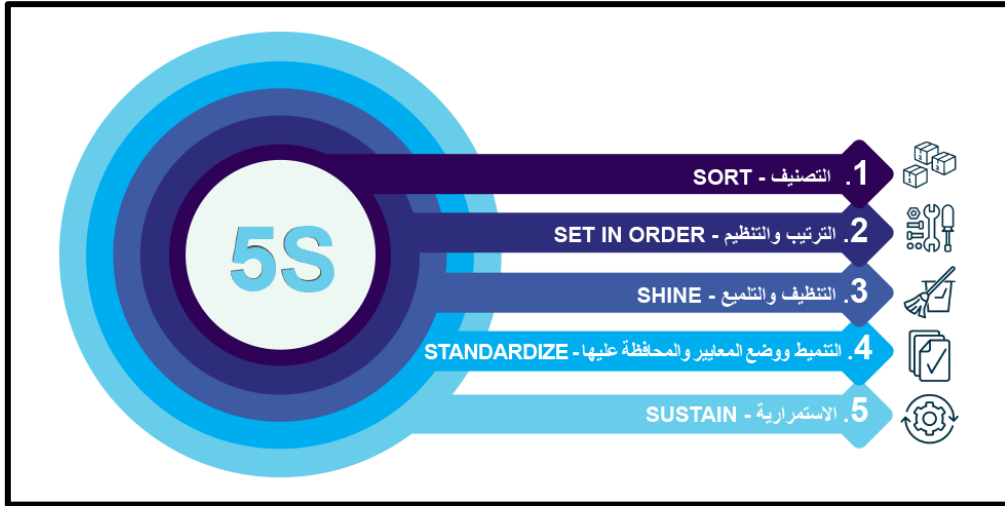 5S
1. التصنيف - SORT
2. الترتيب والتنظيم - SET IN ORDER
3. التنظيف والتلميع - SHINE
4. التنميط ووضع المعايير والمحافظة عليها - STANDARDIZE
5. الاستمرارية - SUSTAIN